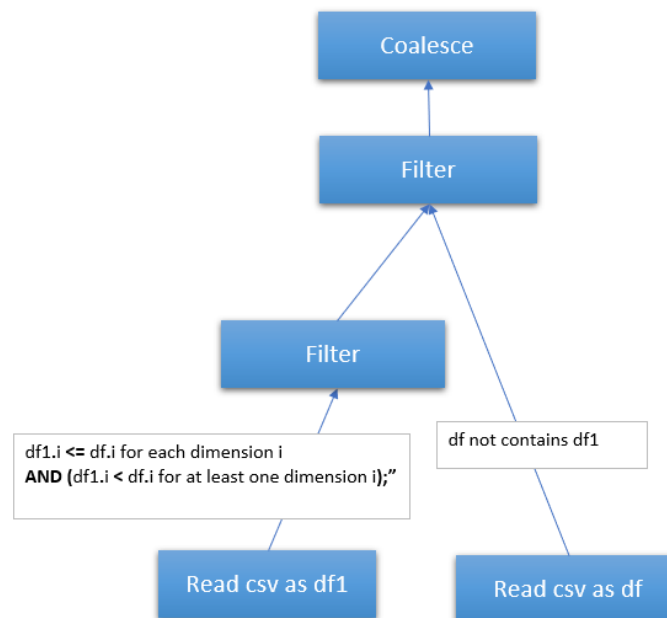 Coalesce
Filter
Filter
df1.i <= df.i for each dimension i
AND (df1.i < df.i for at least one dimension i);”
df not contains df1
Read csv as df1
Read csv as df